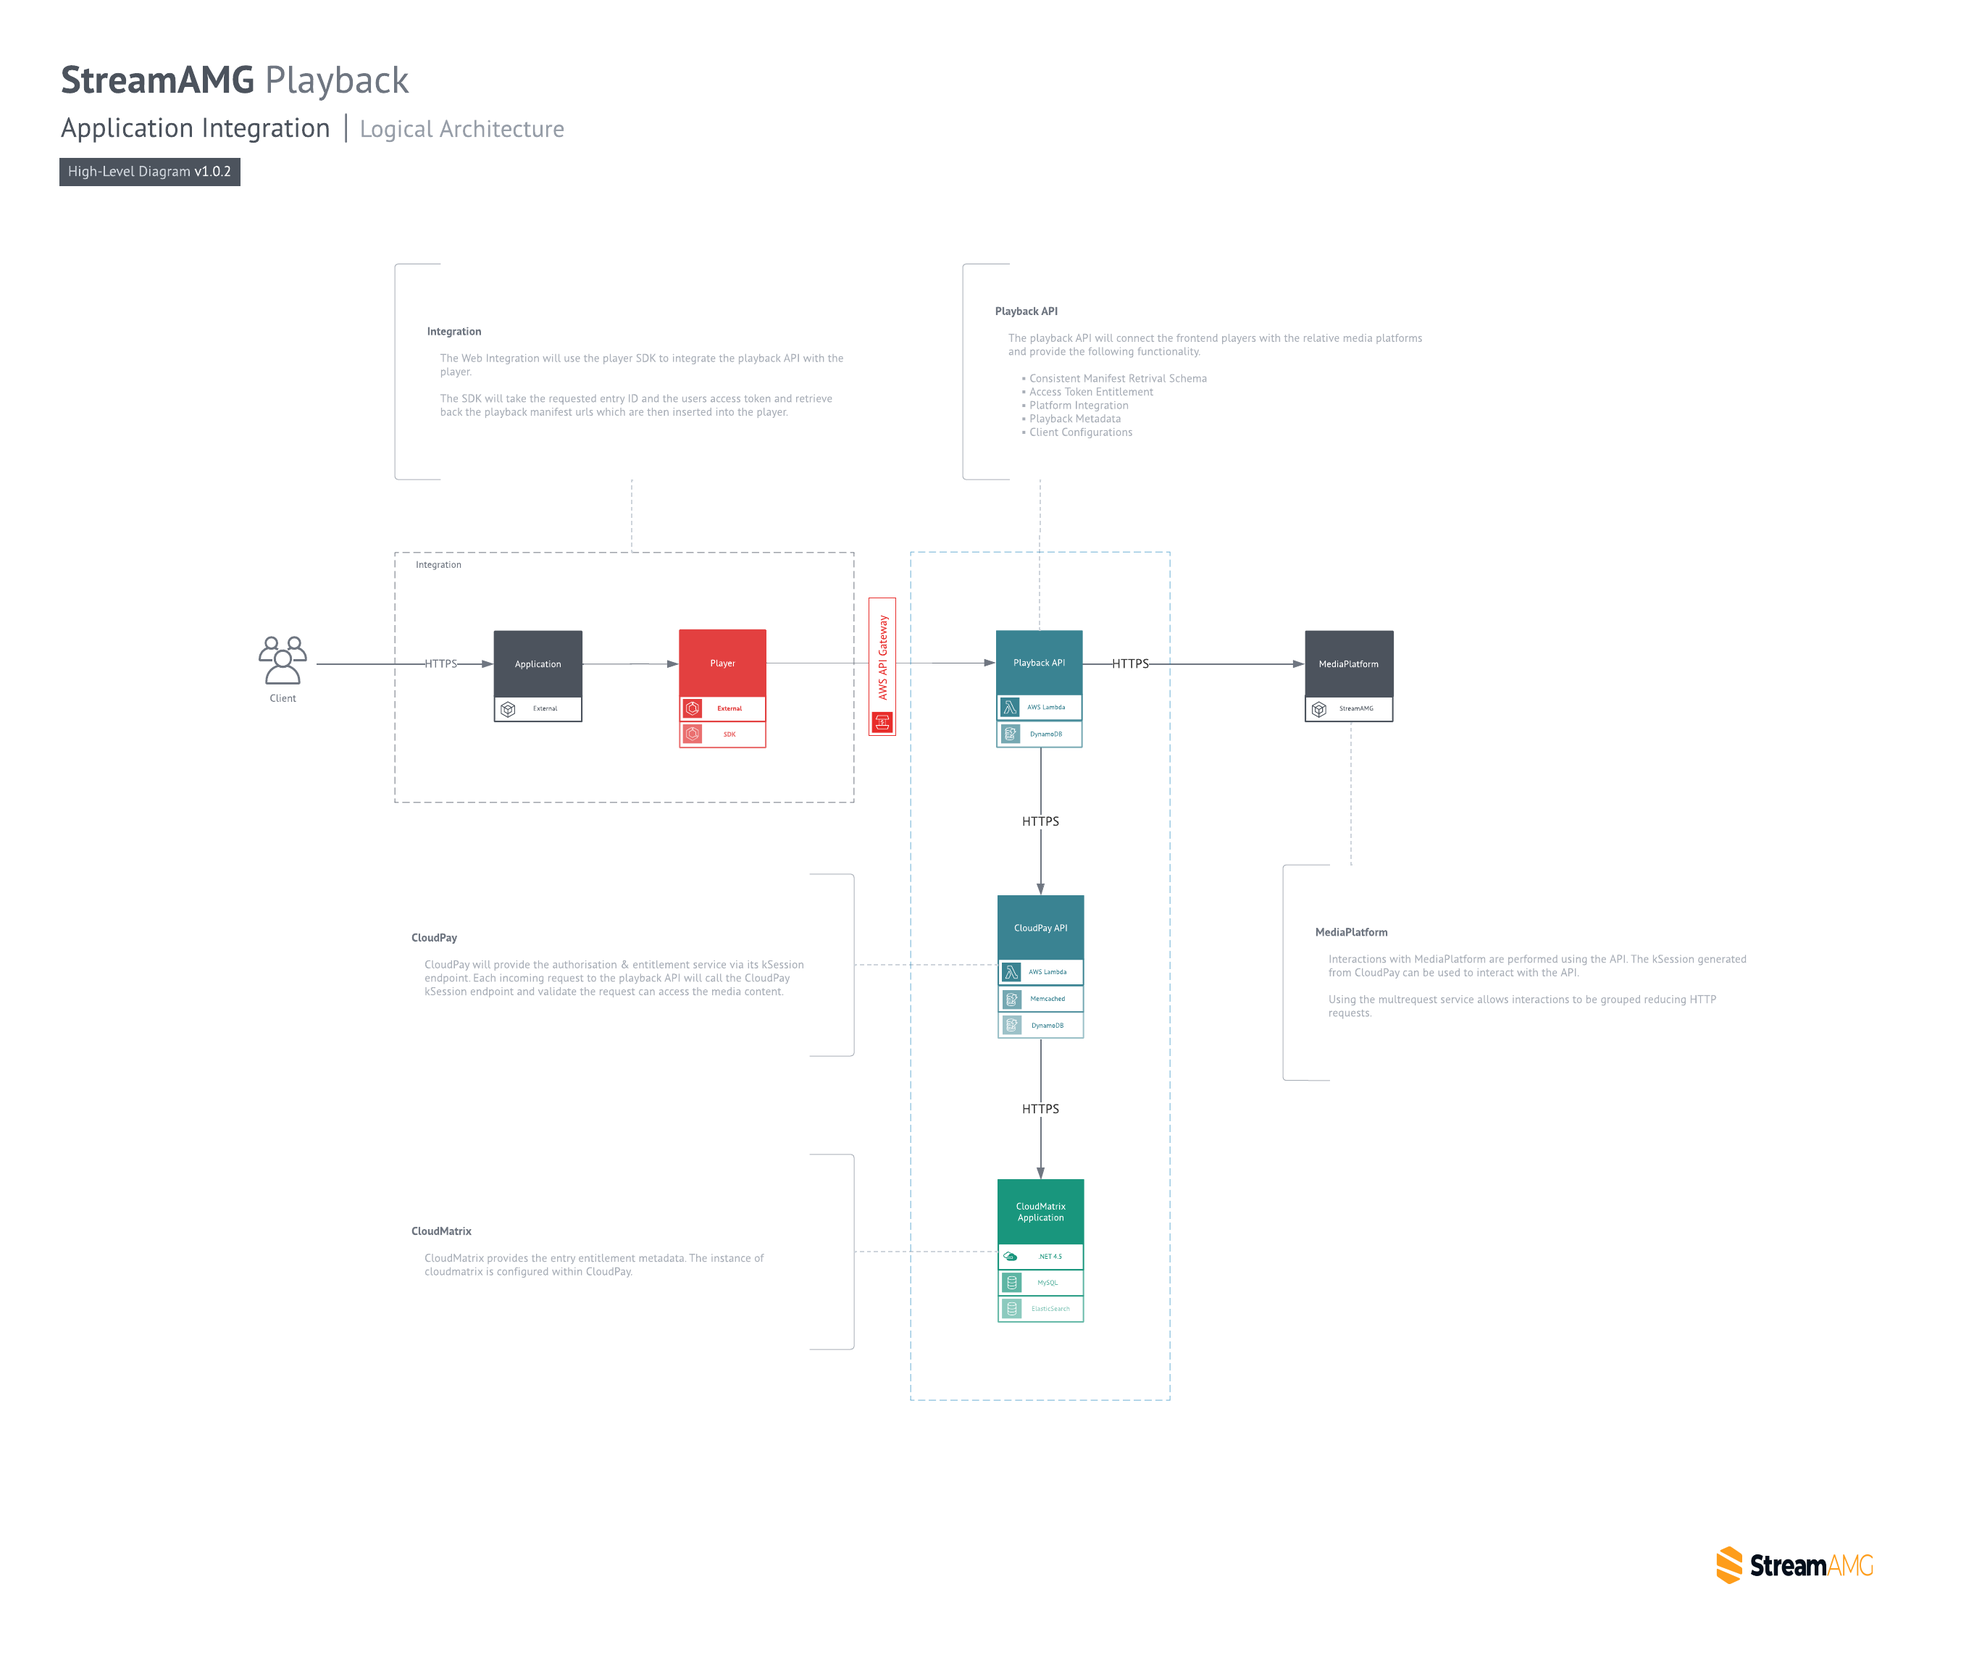 StreamAMG Playback
Application Integration | Logical Architecture
High-Level Diagram v1.0.2
Integration
The Web Integration will use the player SDK to integrate the playback API with the
player.
The SDK will take the requested entry ID and the users access token and retrieve
back the playback manifest urls which are then inserted into the player.
Playback API
The playback API will connect the frontend players with the relative media platforms
and provide the following functionality.
• Consistent Manifest Retrival Schema
• Access Token Entitlement
• Platform Integration
• Playback Metadata
• Client Configurations
Integration
Client
HTTPS
Application
External
Player
External
SDK
AWS API Gateway
Playback API
AWS Lambda
DynamoDB
HTTPS
MediaPlatform
StreamAMG
HTTPS
CloudPay
CloudPay will provide the authorisation & entitlement service via its kSession
endpoint. Each incoming request to the playback API will call the CloudPay
kSession endpoint and validate the request can access the media content.
CloudPay API
AWS Lambda
Memcached
DynamoDB
MediaPlatform
Interactions with MediaPlatform are performed using the API. The kSession generated
from CloudPay can be used to interact with the API.
Using the multrequest service allows interactions to be grouped reducing HTTP
requests.
HTTPS
CloudMatrix
CloudMatrix provides the entry entitlement metadata. The instance of
cloudmatrix is configured within CloudPay.
CloudMatrix
Application
.NET 4.5
MySQL
ElasticSearch
StreamAMG